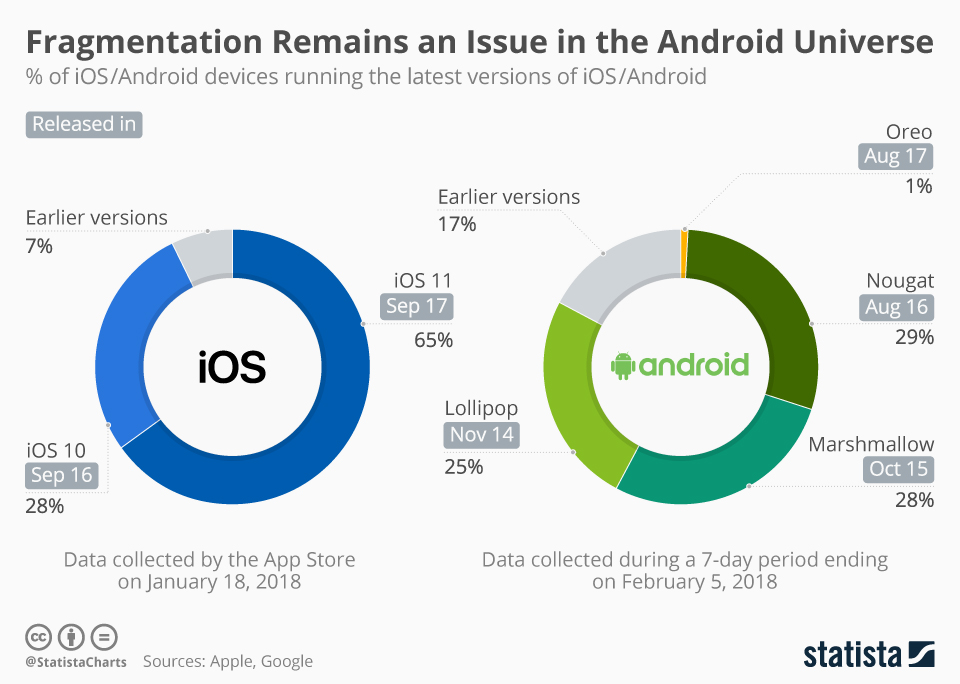 Fragmentation Remains an Issue in the Android Universe
% of iOS/Android devices running the latest versions of iOS/Android
Released in
Earlier versions
7%
iOS 11
Sep 17
65%
iOS 10
Sep 16
28%
iOS
Data collected by the App Store
on January 18, 2018
Oreo
Aug 17
1%
Earlier versions
17%
Nougat
Aug 16
29%
Lollipop
Nov 14
25%
Marshmallow
Oct 15
28%
android
Data collected during a 7-day period ending
on February 5, 2018
cc
@StatistaCharts Sources: Apple, Google
statista